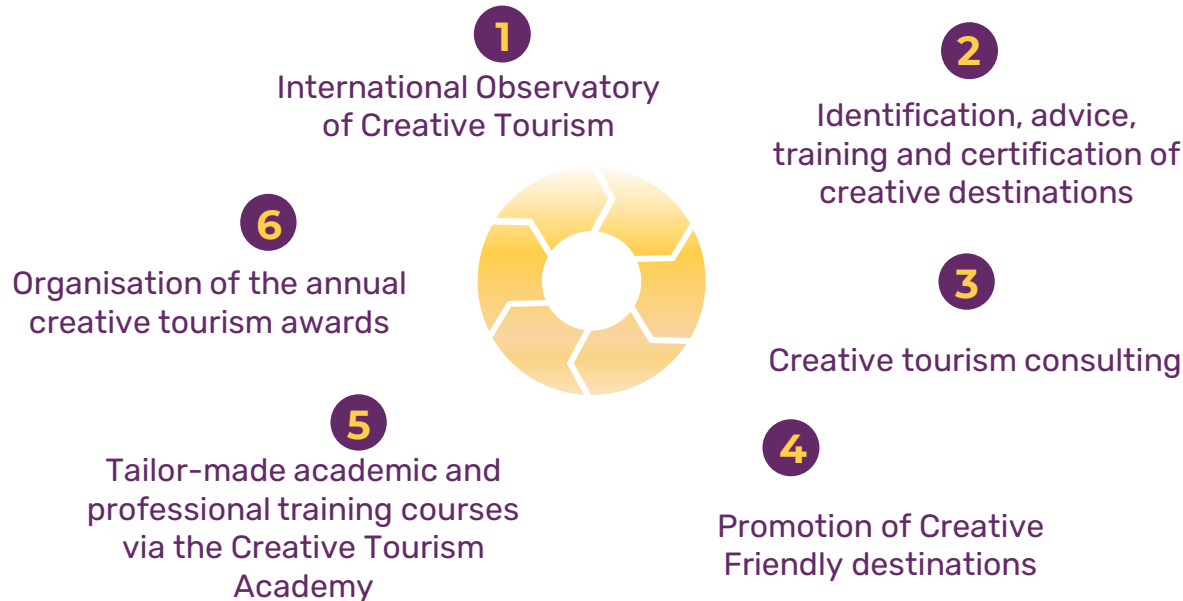 1
International Observatory
of Creative Tourism
2
Identification, advice,
training and certification of
creative destinations
3
Creative tourism consulting
4
Promotion of Creative
Friendly destinations
5
Tailor-made academic and
professional training courses
via the Creative Tourism
Academy
6
Organisation of the annual
creative tourism awards